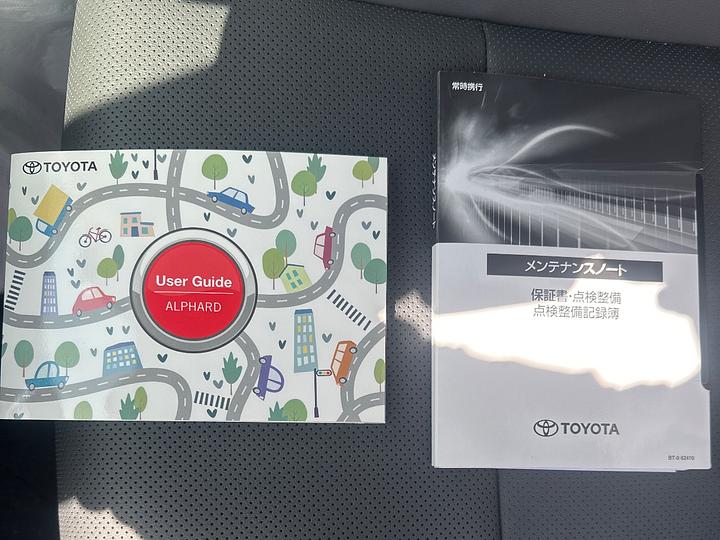 TOYOTA
User Guide
ALPHARD
常時携行
メンテナンスノート
保証書・点検整備
点検整備記録簿
TOYOTA